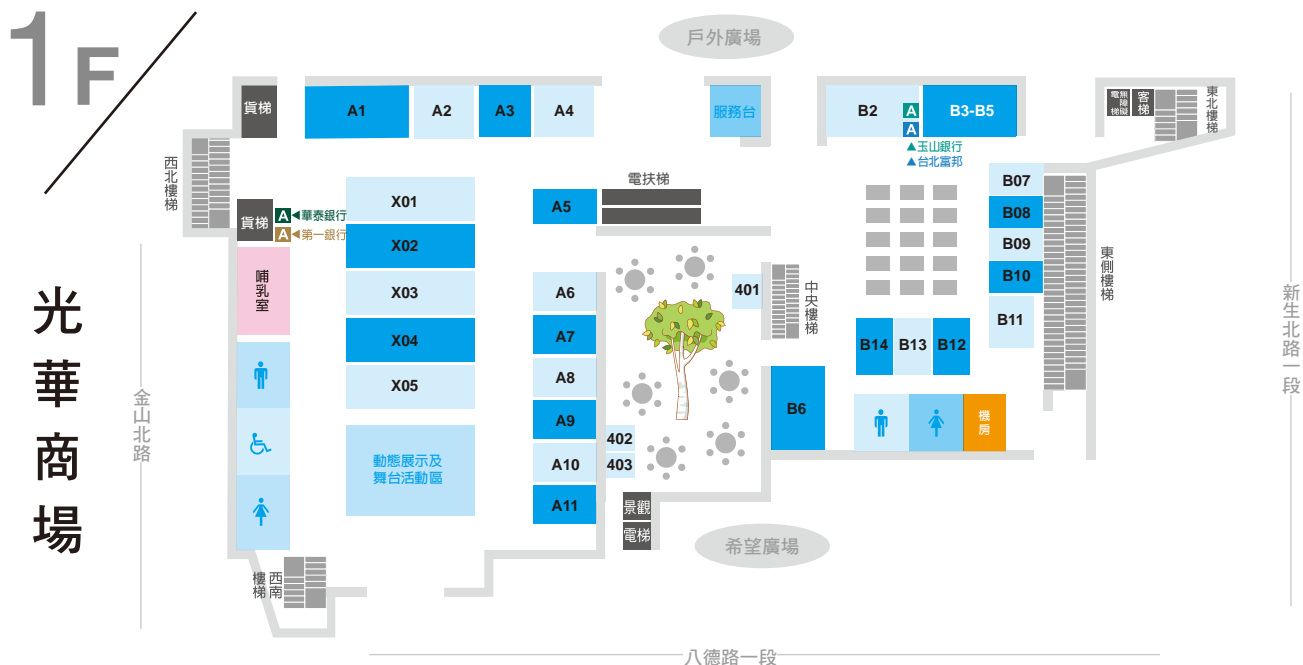 1F
光華商場
戶外廣場
貨梯
A1
A2
A3
A4
服務台
B2
A
A
B3-B5
▲玉山銀行
▲台北富邦
無障礙
電梯
客梯
東北樓梯
西北樓梯
貨梯
A◀華泰銀行
A◀第一銀行
哺乳室
X01
X02
X03
X04
X05
動態展示及
舞台活動區
電扶梯
A5
A6
A7
A8
A9
A10
A11
401
402
403
中央樓梯
景觀
電梯
B07
B08
B09
B10
B11
B14
B13
B12
B6
機房
東側樓梯
新生北路一段
金山北路
西南
樓梯
希望廣場
八德路一段